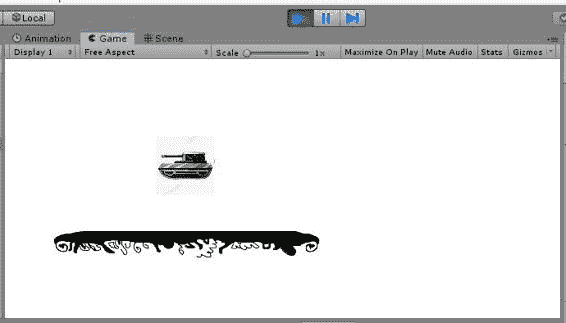 Local
Animation Game Scene
Display 1 Free Aspect Scale 1x Maximize On Play Mute Audio Stats Gizmos